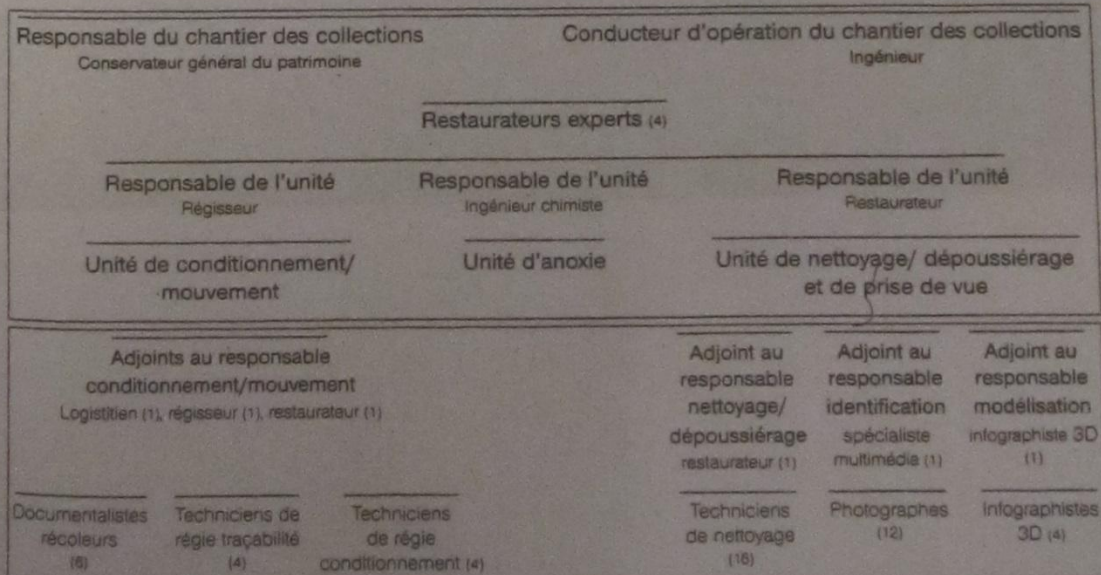 Responsable du chantier des collections
Conservateur général du patrimoine
Conducteur d'opération du chantier des collections
Ingénieur
Restaurateurs experts (4)
Responsable de l'unité
Régisseur
Responsable de l'unité
Ingénieur chimiste
Responsable de l'unité
Restaurateur
Unité de conditionnement/
mouvement
Unité d'anoxie
Unité de nettoyage/ dépoussiérage
et de prise de vue
Adjoints au responsable
conditionnement/mouvement
Logistitien (1), régisseur (1), restaurateur (1)
Adjoint au
responsable
nettoyage/
dépoussiérage
restaurateur (1)
Adjoint au
responsable
identification
spécialiste
multimédia (1)
Adjoint au
responsable
modélisation
infographiste 3D
(1)
Documentalistes
récoleurs
(6)
Techniciens de
régie traçabilité
(4)
Techniciens
de régie
conditionnement (4)
Techniciens
de nettoyage
(16)
Photographes
(12)
Infographistes
3D (4)